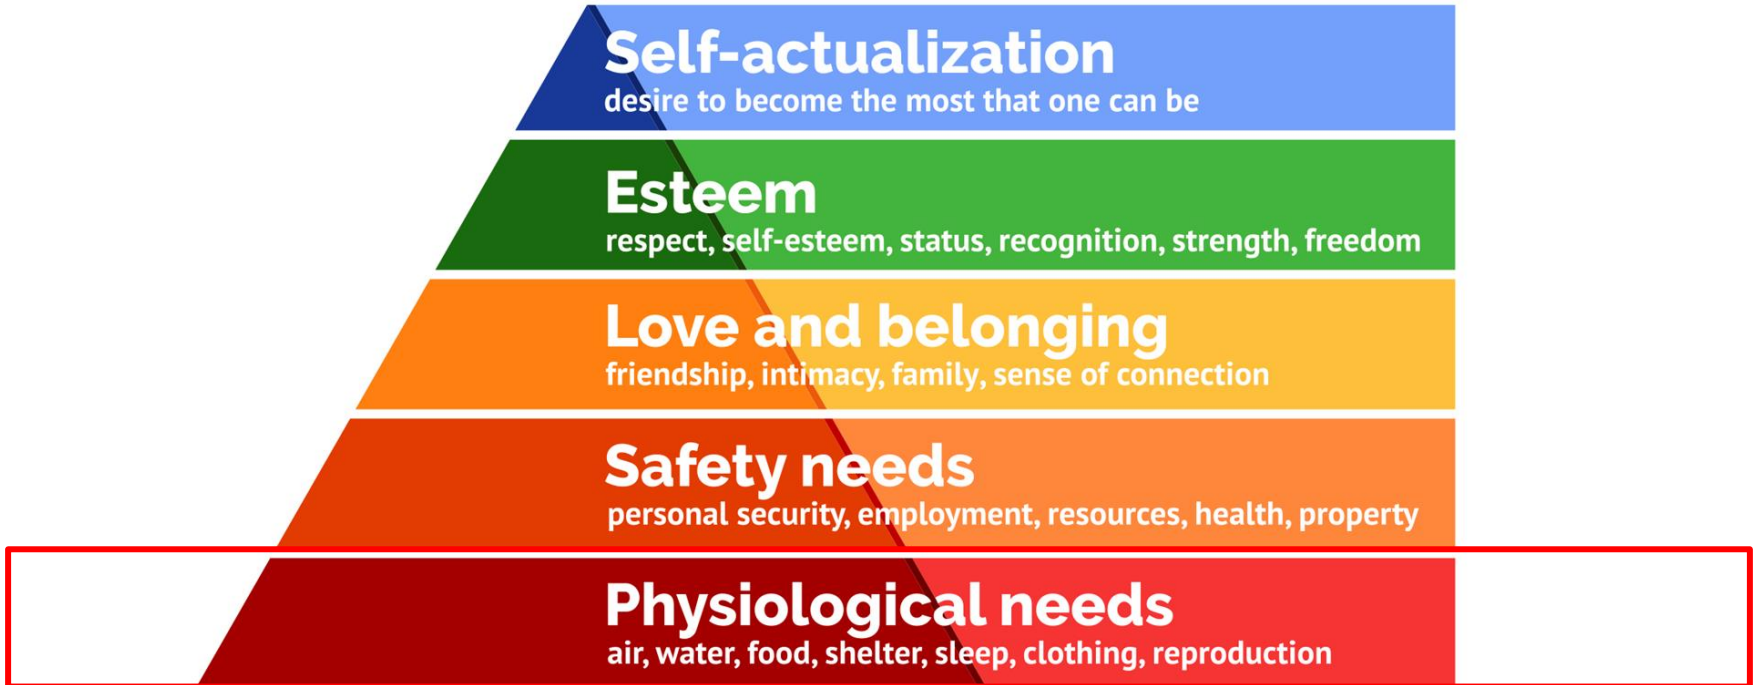 Self-actualization
desire to become the most that one can be
Esteem
respect, self-esteem, status, recognition, strength, freedom
Love and belonging
friendship, intimacy, family, sense of connection
Safety needs
personal security, employment, resources, health, property
Physiological needs
air, water, food, shelter, sleep, clothing, reproduction